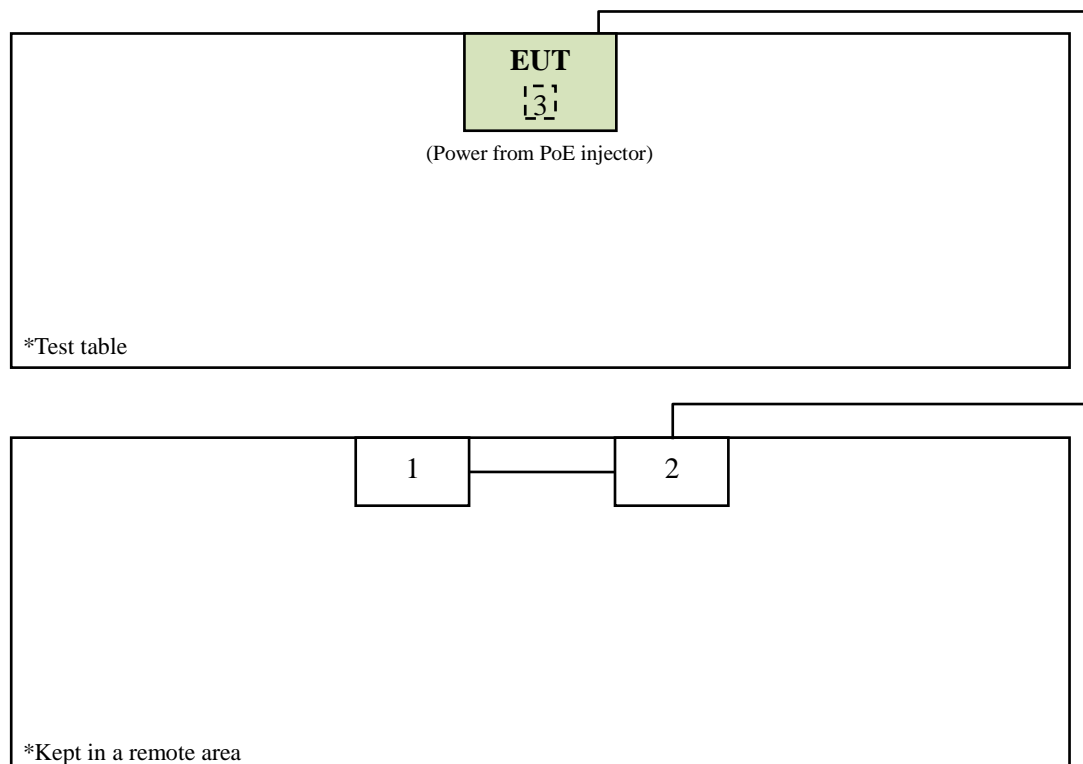 EUT
3
(Power from PoE injector)
*Test table
1 2
*Kept in a remote area